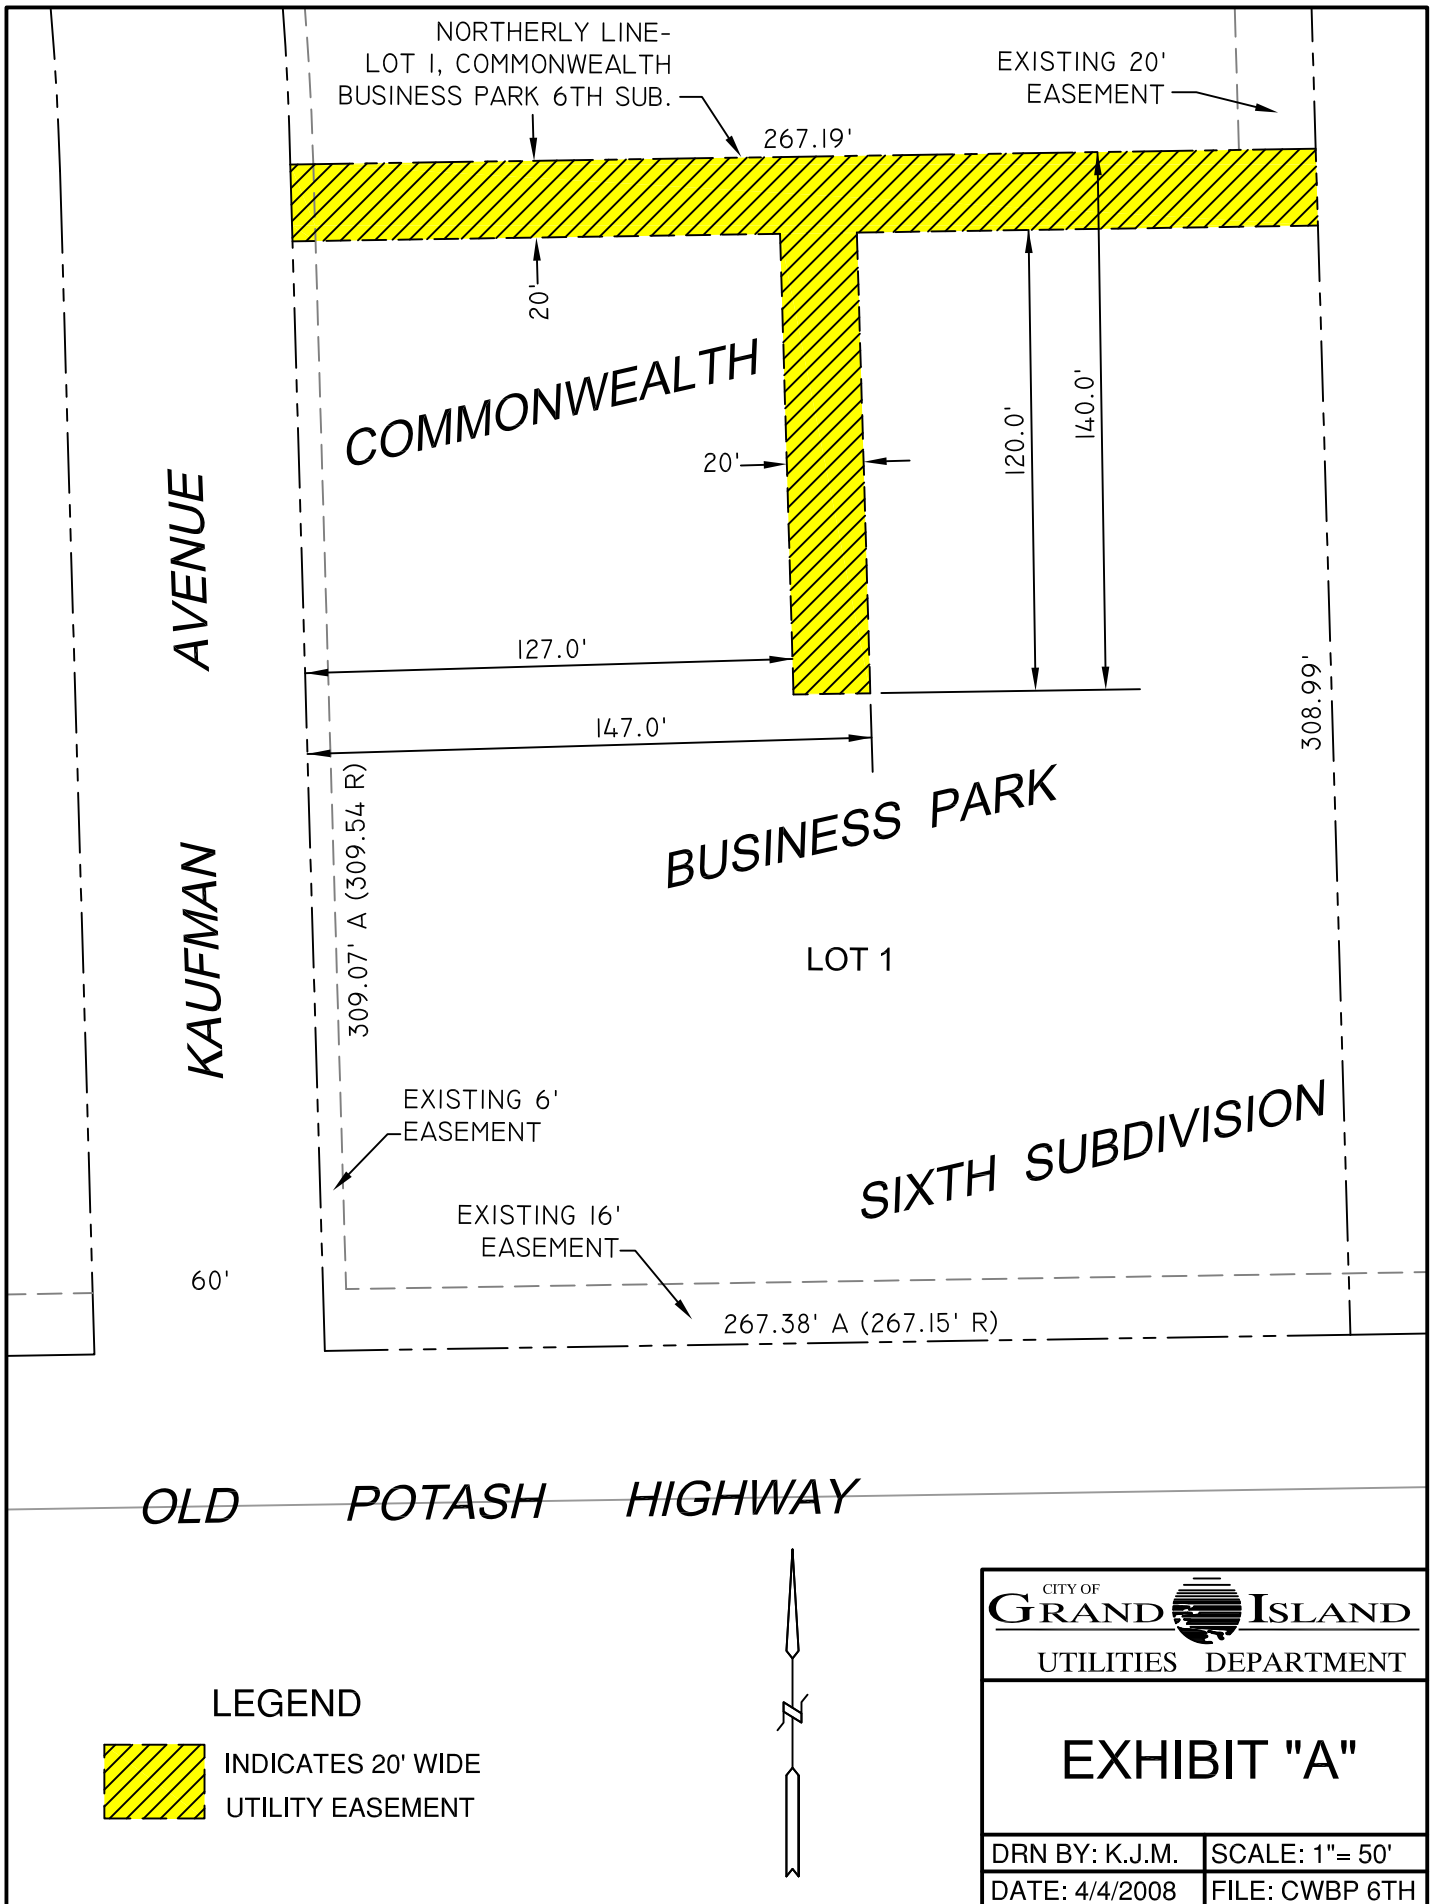 NORTHERLY LINE-
LOT 1, COMMONWEALTH
BUSINESS PARK 6TH SUB.
EXISTING 20'
EASEMENT
267.19'
20'
COMMONWEALTH
20'
120.0'
140.0'
AVENUE
127.0'
147.0'
308.99'
309.07' A (309.54 R)
BUSINESS PARK
KAUFMAN
LOT 1
EXISTING 6'
EASEMENT
SIXTH SUBDIVISION
EXISTING 16'
EASEMENT
60'
267.38' A (267.15' R)
OLD POTASH HIGHWAY
CITY OF
GRAND ISLAND
UTILITIES DEPARTMENT
LEGEND
INDICATES 20' WIDE
UTILITY EASEMENT
N
EXHIBIT "A"
DRN BY: K.J.M.
SCALE: 1"= 50'
DATE: 4/4/2008
FILE: CWBP 6TH